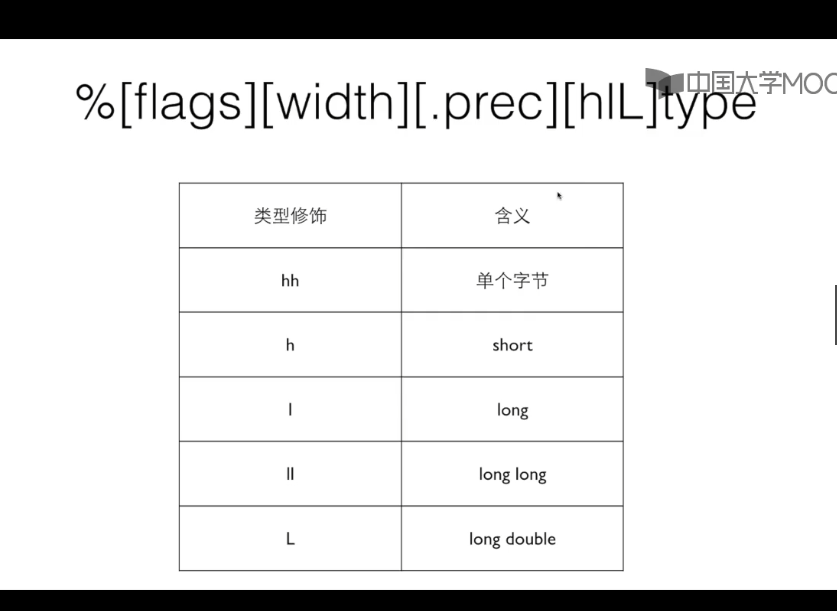 中国大学MOO
%[flags][width][.prec][hlL]type
类型修饰 含义
hh 单个字节
h short
l long
ll long long
L long double